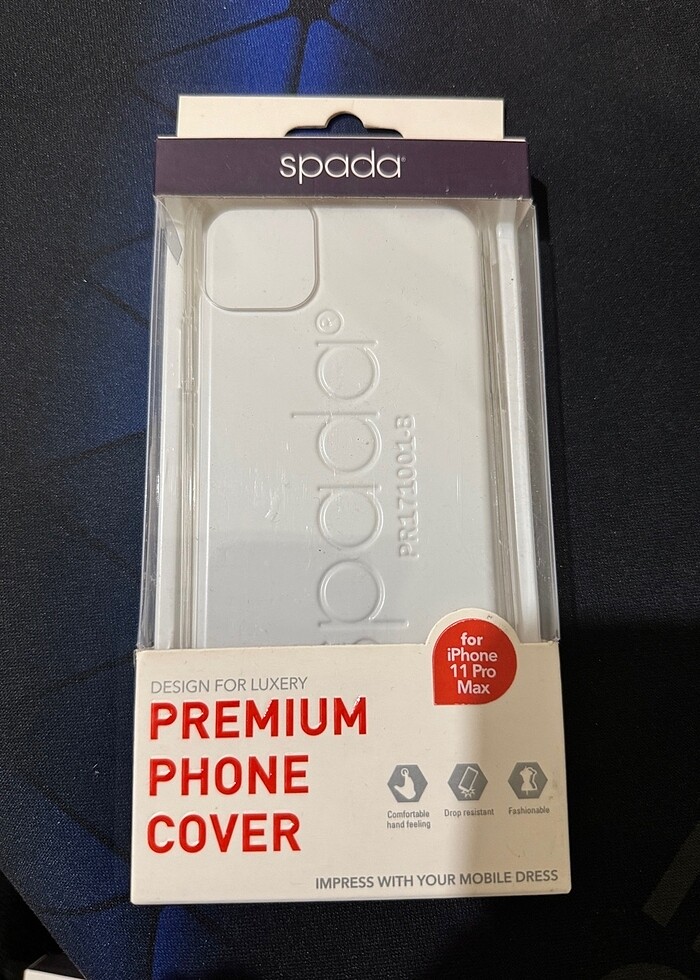 spada®
spada®
PR171001-8
for
iPhone
11 Pro
Max
DESIGN FOR LUXERY
PREMIUM
PHONE
COVER
Comfortable
hand feeling
Drop resistant
Fashionable
IMPRESS WITH YOUR MOBILE DRESS